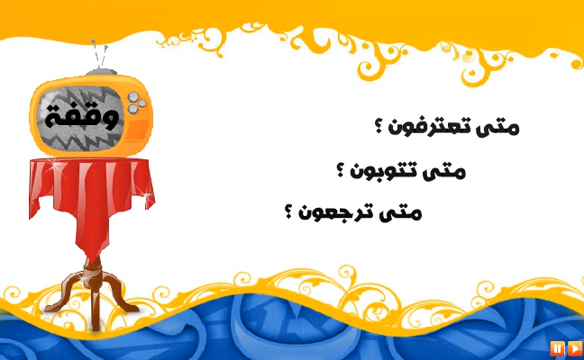 وقفة
متى تعترفون ؟
متى تتوبون ؟
متى ترجعون ؟